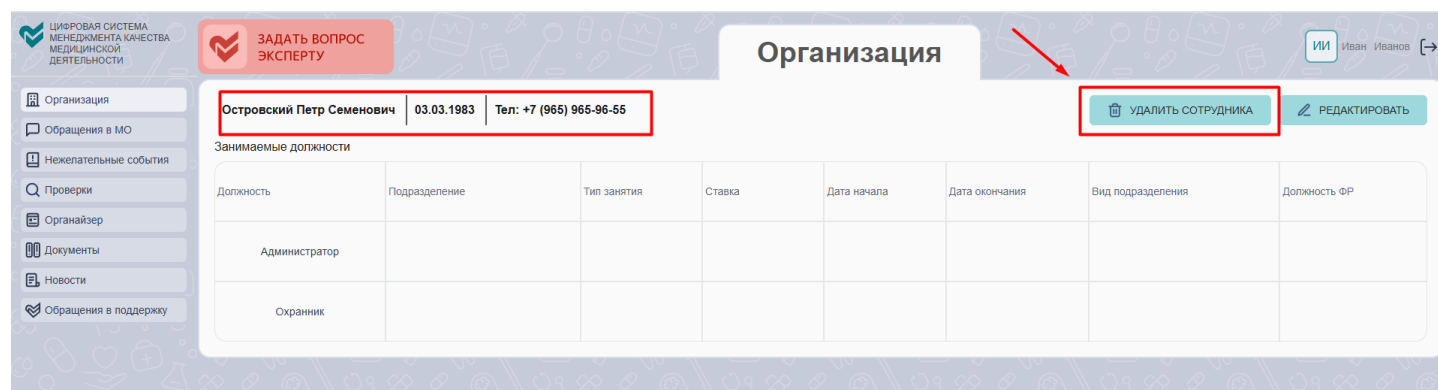 ЦИФРОВАЯ СИСТЕМА
МЕНЕДЖМЕНТА КАЧЕСТВА
МЕДИЦИНСКОЙ
ДЕЯТЕЛЬНОСТИ
ЗАДАТЬ ВОПРОС
ЭКСПЕРТУ
Организация
ИИ Иван Иванов
Организация
Обращения в МО
Нежелательные события
Проверки
Органайзер
Документы
Новости
Обращения в поддержку
Островский Петр Семенович 03.03.1983 Тел: +7 (965) 965-96-55
УДАЛИТЬ СОТРУДНИКА РЕДАКТИРОВАТЬ
Занимаемые должности
Должность Подразделение Тип занятия Ставка Дата начала Дата окончания Вид подразделения Должность ФР
Администратор
Охранник